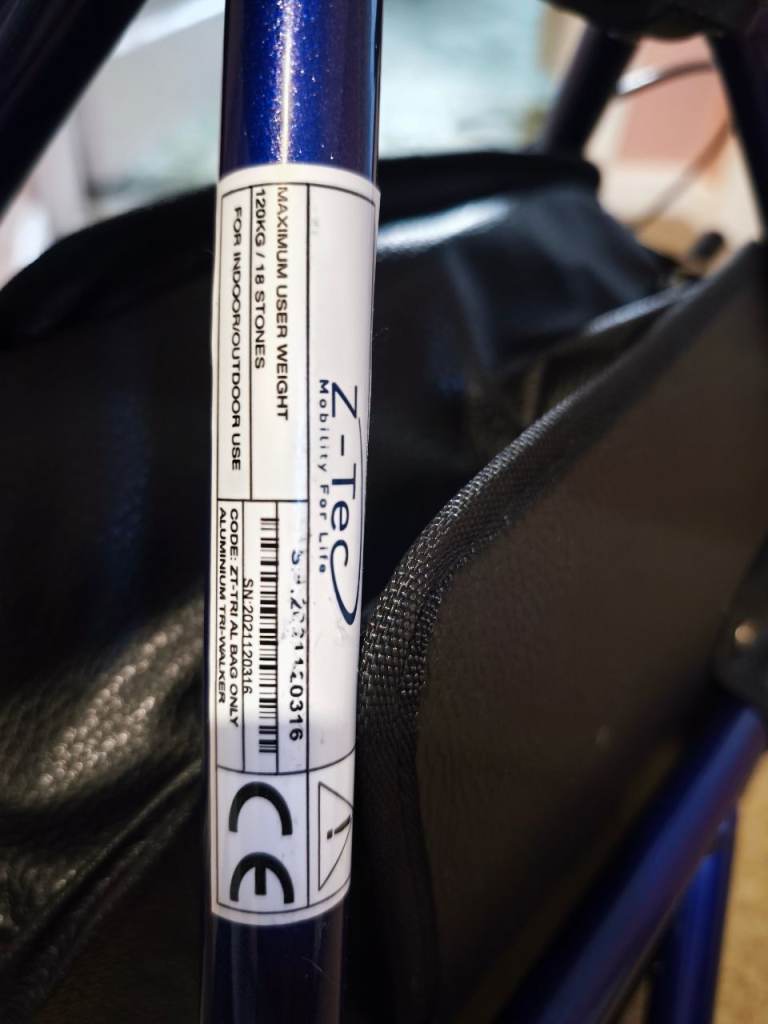 Z-Tec
Mobility For Life
MAXIMUM USER WEIGHT
120KG / 18 STONES
FOR INDOOR/OUTDOOR USE
2021120316
SN:2021120316
CODE: ZT-TRI AL BAG ONLY
ALUMINIUM TRI-WALKER
CE
!